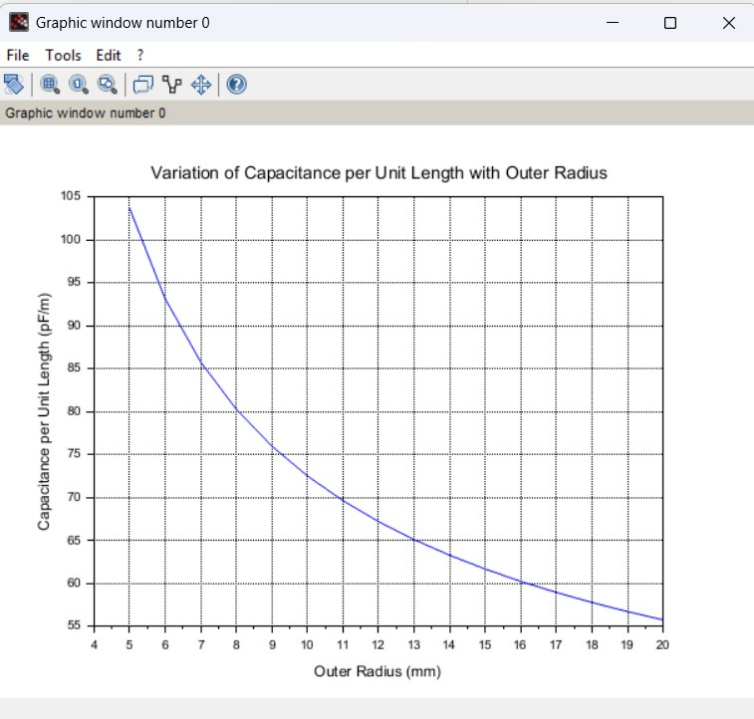 Graphic window number 0
File Tools Edit ?
Graphic window number 0
Variation of Capacitance per Unit Length with Outer Radius
Capacitance per Unit Length (pF/m)
105
100
95
90
85
80
75
70
65
60
55
4 5 6 7 8 9 10 11 12 13 14 15 16 17 18 19 20
Outer Radius (mm)